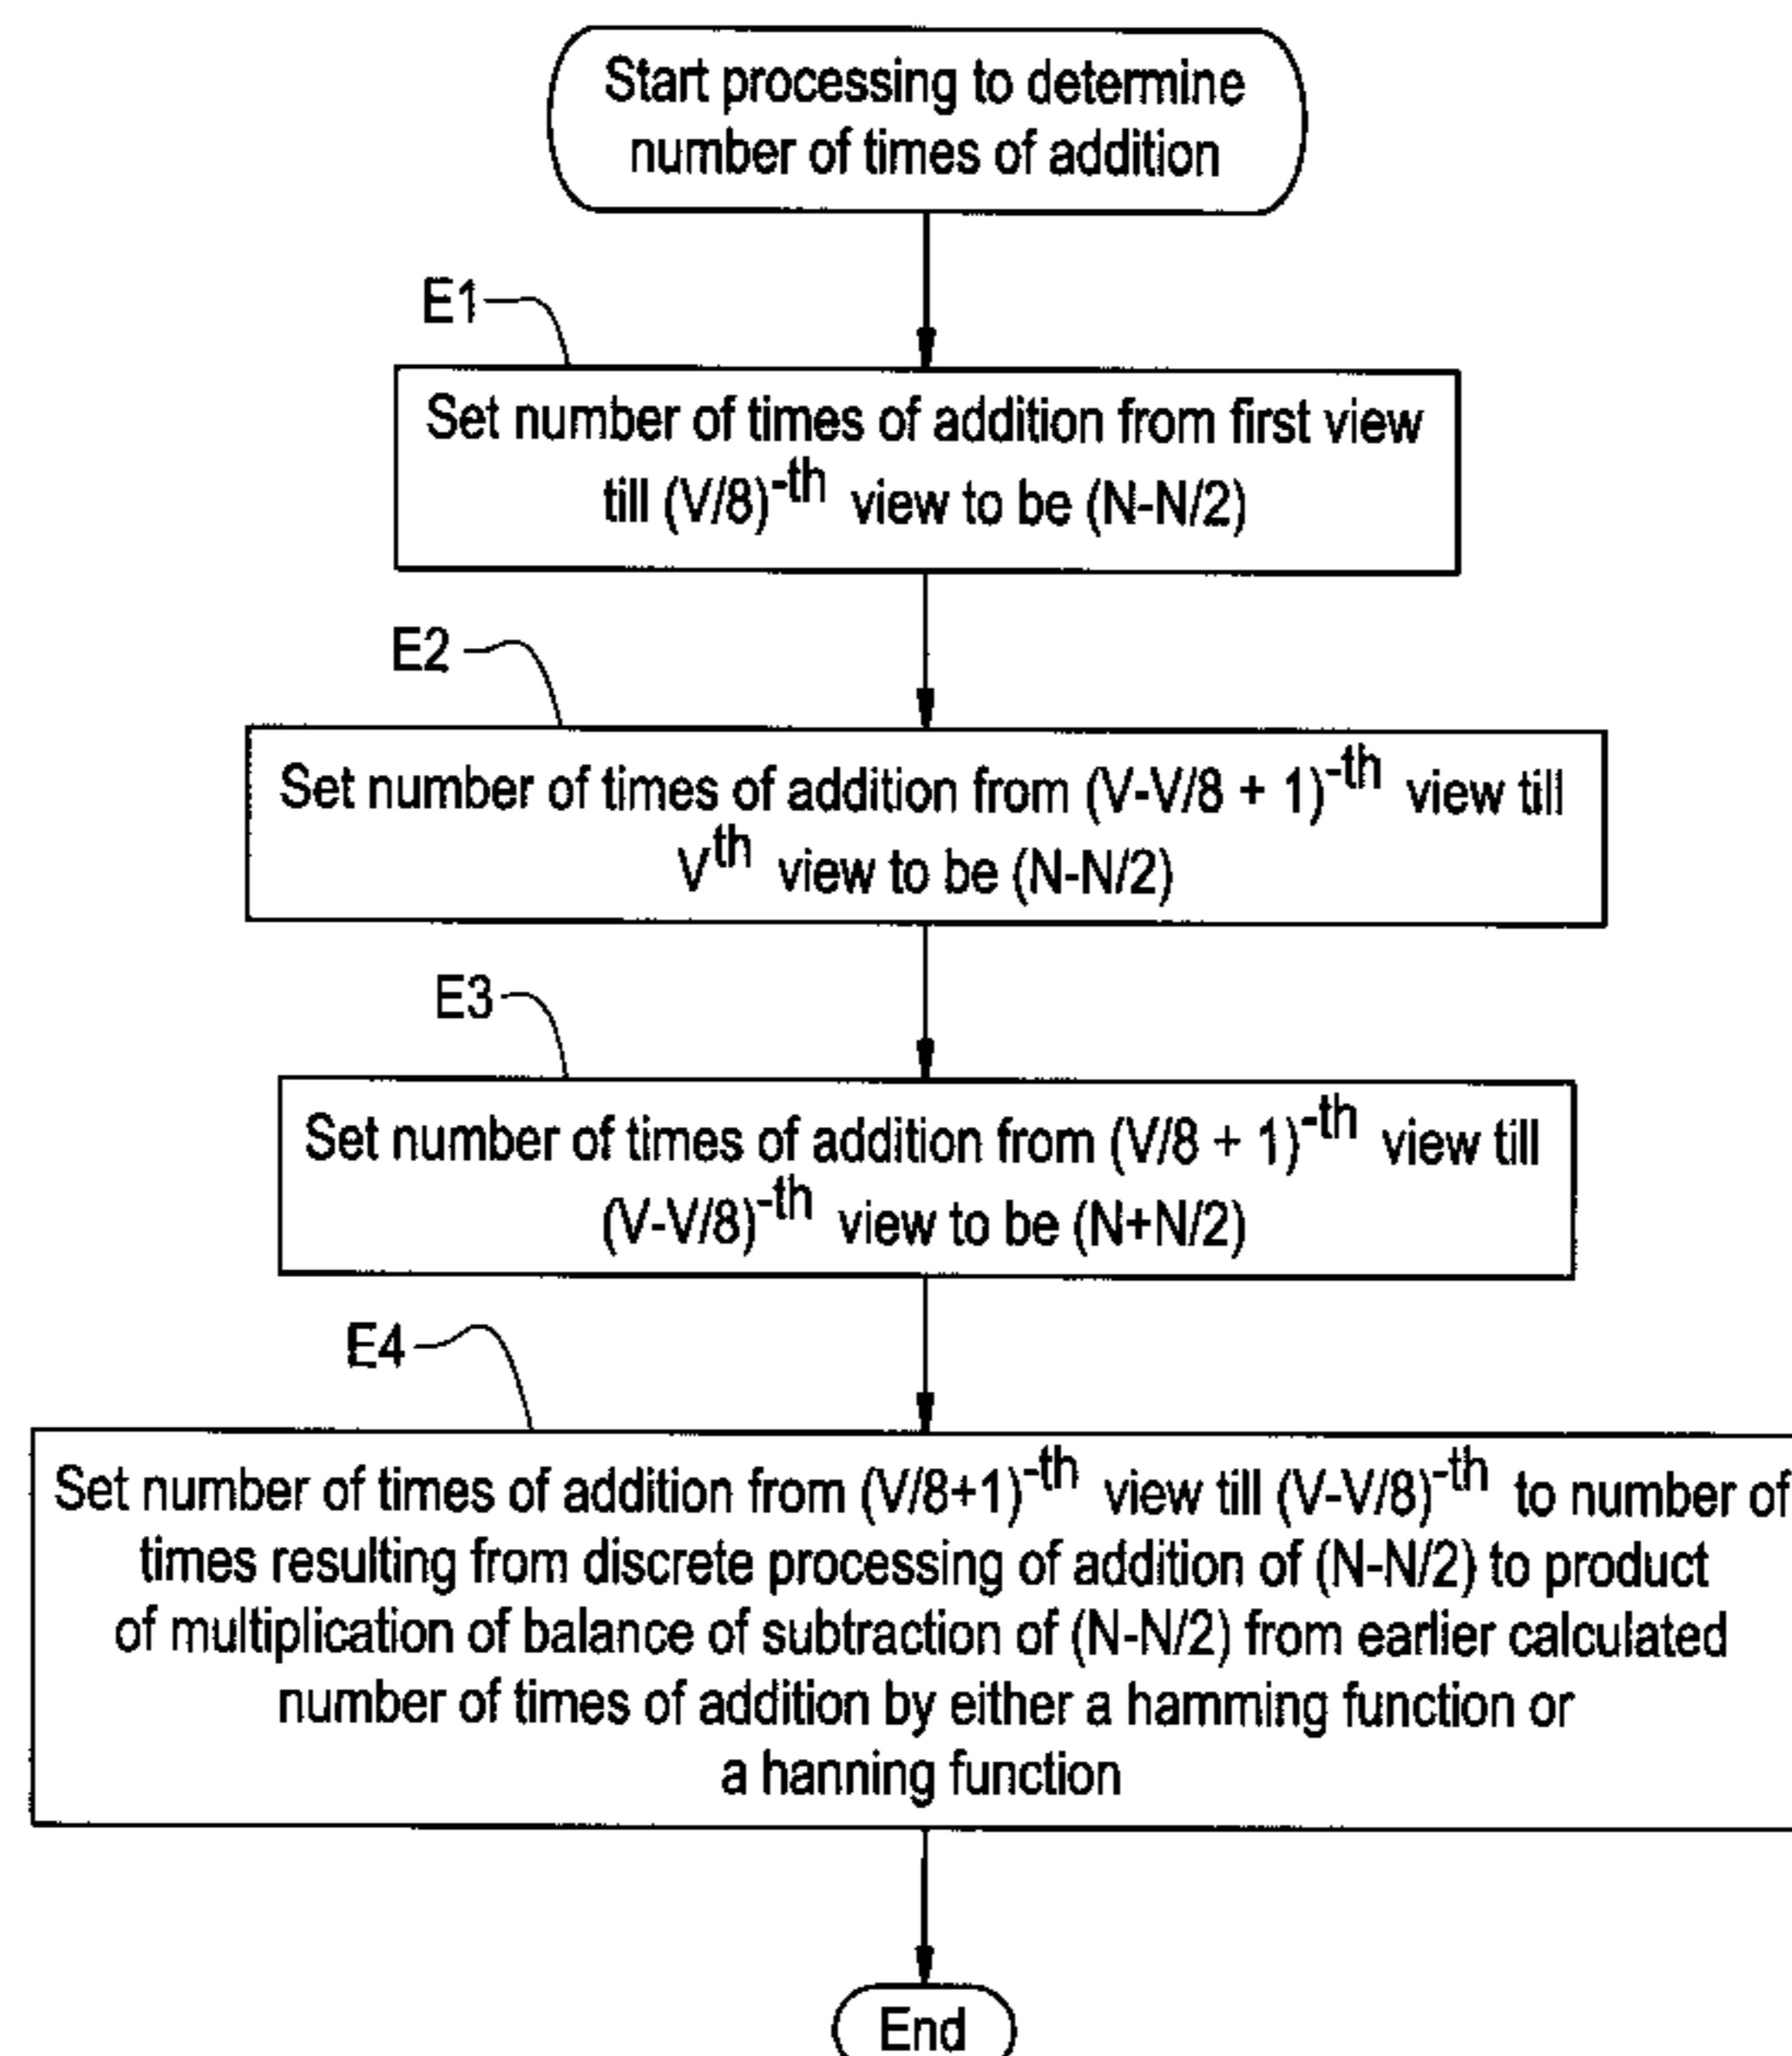 Start processing to determine
number of times of addition
E1
Set number of times of addition from first view
till (V/8)-th view to be (N-N/2)
E2
Set number of times of addition from (V-V/8 + 1)-th view till
Vth view to be (N-N/2)
E3
Set number of times of addition from (V/8 + 1)-th view till
(V-V/8)-th view to be (N+N/2)
E4
Set number of times of addition from (V/8+1)-th view till (V-V/8)-th to number of
times resulting from discrete processing of addition of (N-N/2) to product
of multiplication of balance of subtraction of (N-N/2) from earlier calculated
number of times of addition by either a hamming function or
a hanning function
End